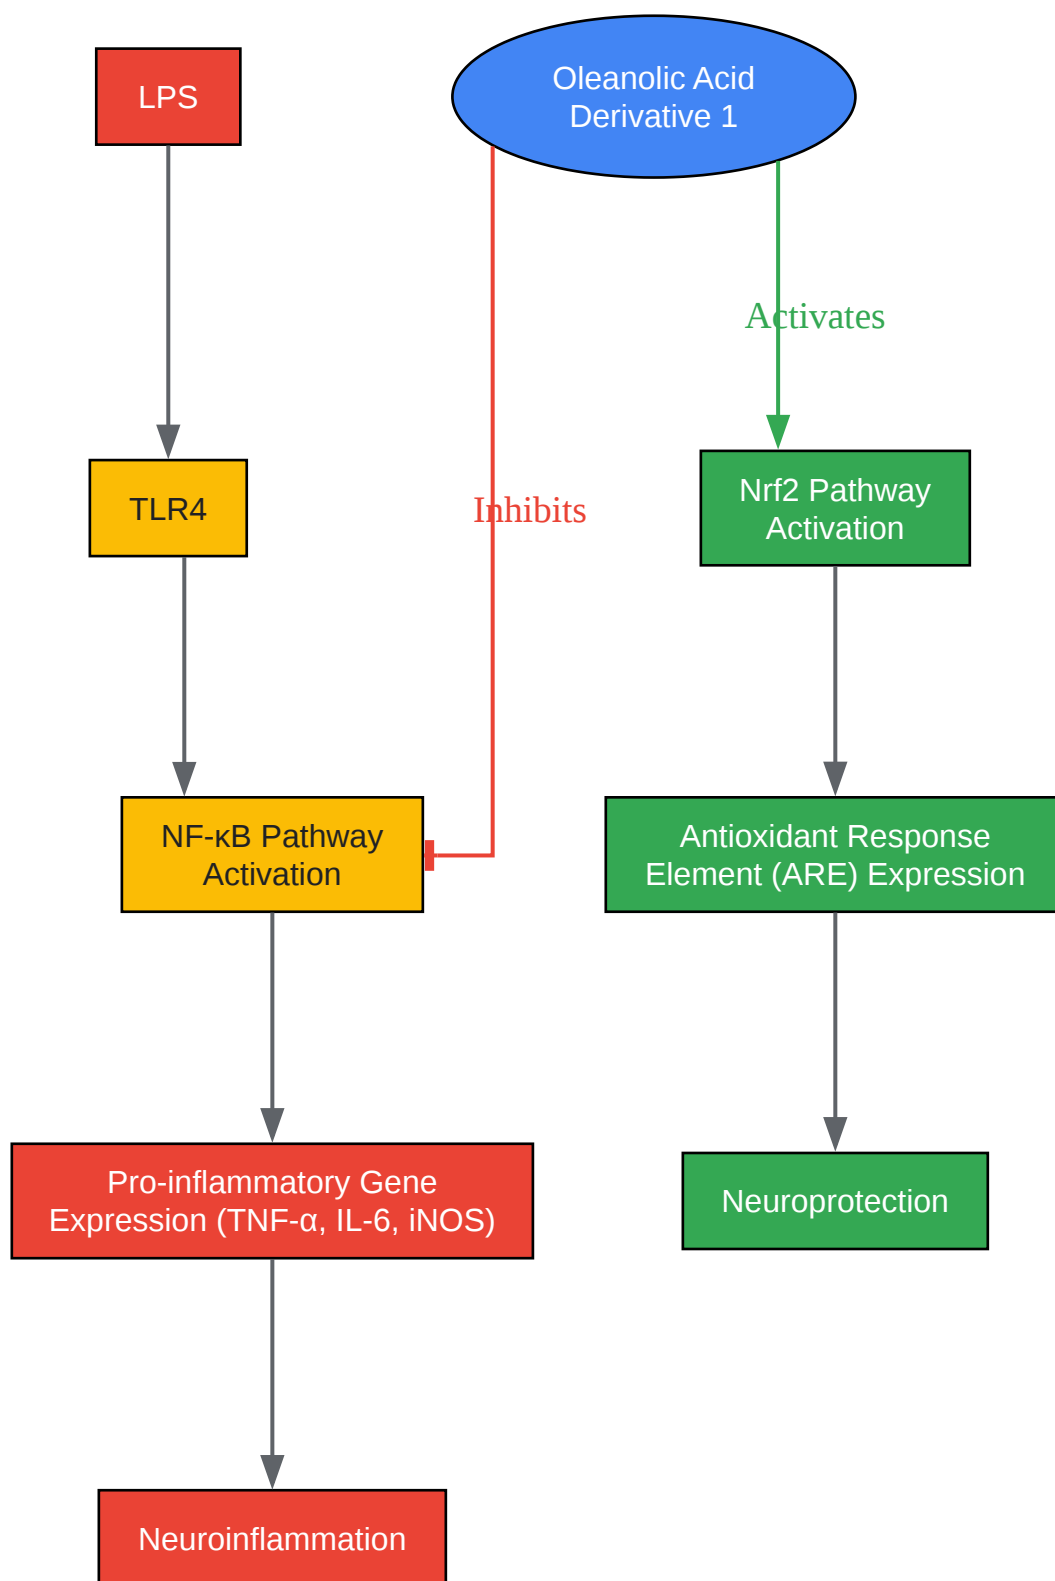 LPS
Oleanolic Acid
Derivative 1
Activates
TLR4
Inhibits
Nrf2 Pathway
Activation
NF-κB Pathway
Activation
Antioxidant Response
Element (ARE) Expression
Pro-inflammatory Gene
Expression (TNF-α, IL-6, iNOS)
Neuroprotection
Neuroinflammation